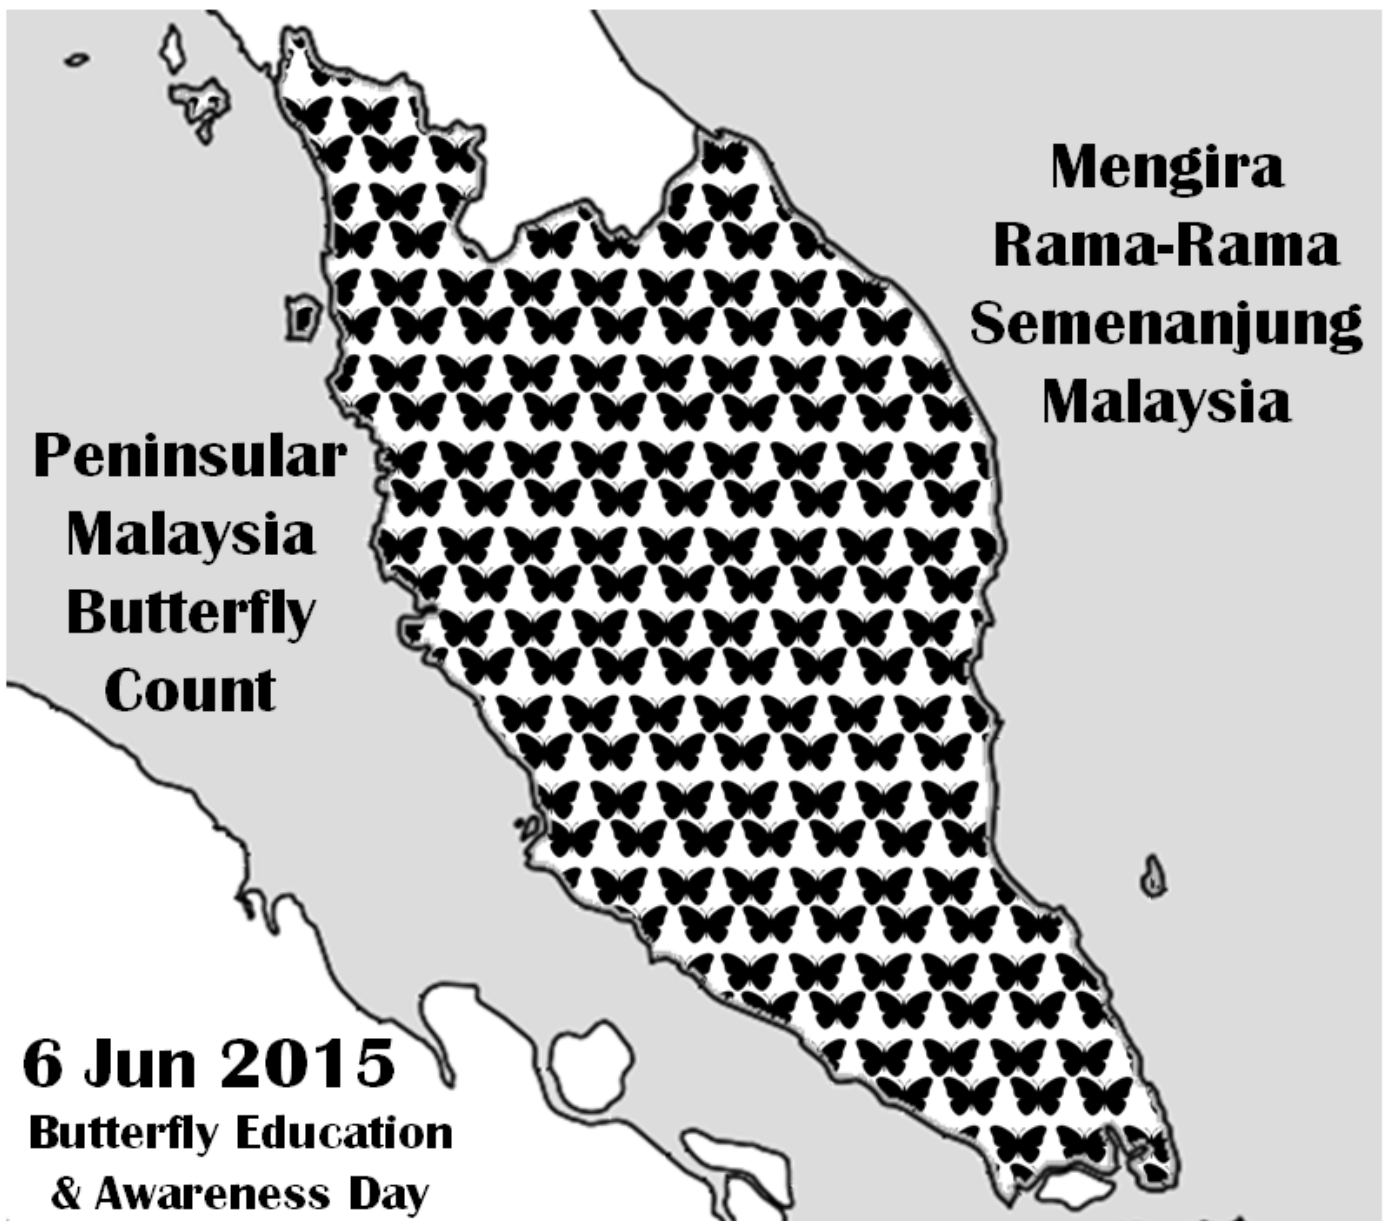 Mengira
Rama-Rama
Semenanjung
Malaysia
Peninsular
Malaysia
Butterfly
Count
6 Jun 2015
Butterfly Education
& Awareness Day